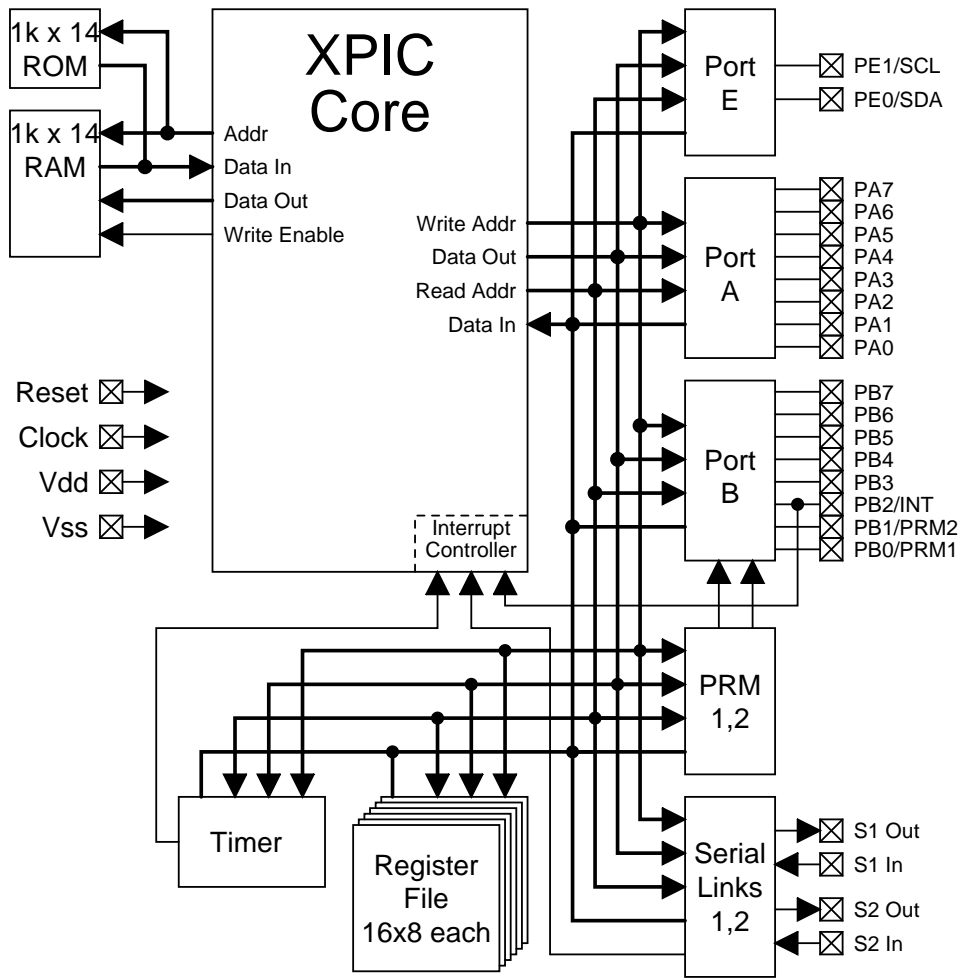 1k x 14
ROM
1k x 14
RAM
XPIC
Core
Addr
Data In
Data Out
Write Enable
Write Addr
Data Out
Read Addr
Data In
Interrupt
Controller
Reset
Clock
Vdd
Vss
Port
E
PE1/SCL
PE0/SDA
Port
A
PA7
PA6
PA5
PA4
PA3
PA2
PA1
PA0
Port
B
PB7
PB6
PB5
PB4
PB3
PB2/INT
PB1/PRM2
PB0/PRM1
PRM
1,2
Timer
Register
File
16x8 each
Serial
Links
1,2
S1 Out
S1 In
S2 Out
S2 In